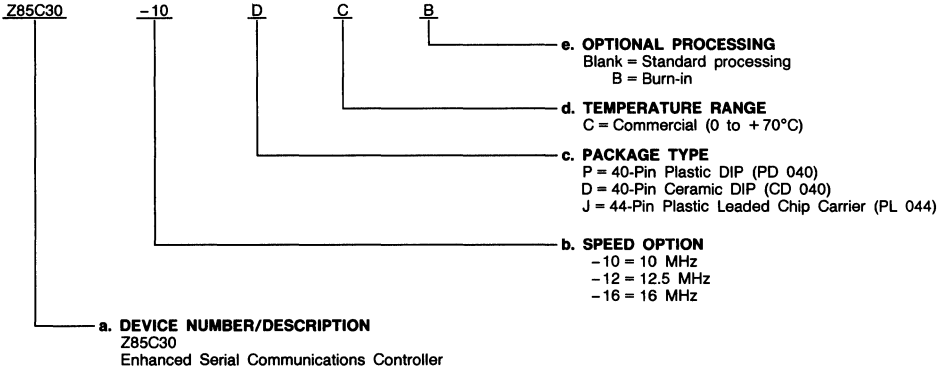 Z85C30 -10 D C B
e. OPTIONAL PROCESSING
Blank = Standard processing
B = Burn-in
d. TEMPERATURE RANGE
C = Commercial (0 to +70°C)
c. PACKAGE TYPE
P = 40-Pin Plastic DIP (PD 040)
D = 40-Pin Ceramic DIP (CD 040)
J = 44-Pin Plastic Leaded Chip Carrier (PL 044)
b. SPEED OPTION
-10 = 10 MHz
-12 = 12.5 MHz
-16 = 16 MHz
a. DEVICE NUMBER/DESCRIPTION
Z85C30
Enhanced Serial Communications Controller